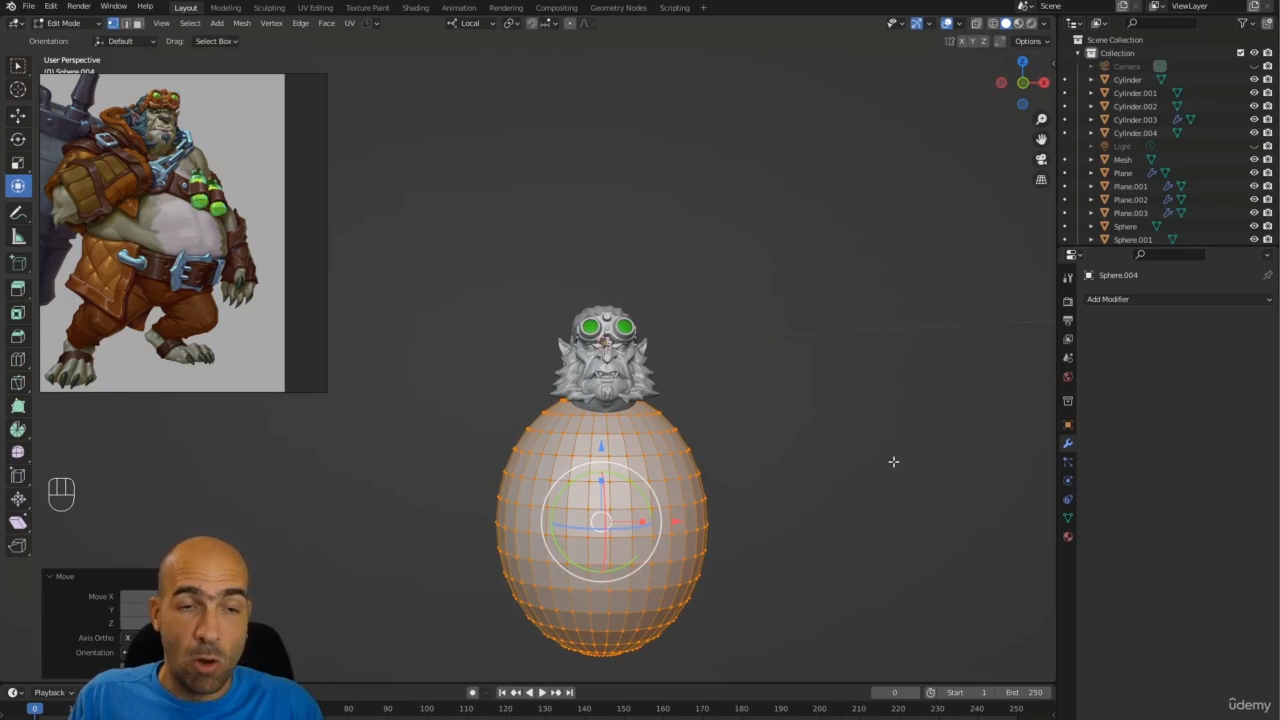 File Edit Render Window Help Layout Modeling Sculpting UV Editing Texture Paint Shading Animation Rendering Compositing Geometry Nodes Scripting + Scene ViewLayer
Edit Mode View Select Add Mesh Vertex Edge Face UV Local
Orientation: Default Drag: Select Box X Y Z Options
User Perspective
(0) Sphere.004
Z
X
Scene Collection
Collection
Camera
Cylinder
Cylinder.001
Cylinder.002
Cylinder.003
Cylinder.004
Light
Mesh
Plane
Plane.001
Plane.002
Plane.003
Sphere
Sphere.001
Sphere.004
Add Modifier
Move
Move X
Y
Z
Axis Ortho X
Orientation
Playback 0 Start 1 End 250
0 80 90 100 110 120 130 140 150 160 170 180 190 200 210 220 230 240 250
ûdemy